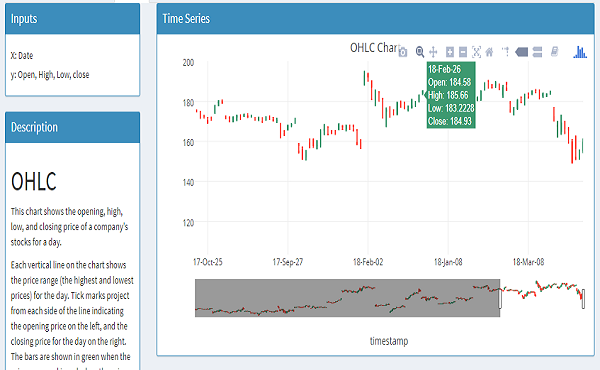 Inputs
X: Date
y: Open, High, Low, close
Description
OHLC
This chart shows the opening, high,
low, and closing price of a company's
stocks for a day.
Each vertical line on the chart shows
the price range (the highest and lowest
prices) for the day. Tick marks project
from each side of the line indicating
the opening price on the left, and the
closing price for the day on the right.
The bars are shown in green when the
Time Series
OHLC Chart
200
180
160
140
120
18-Feb-26
Open: 184.58
High: 185.66
Low: 183.2228
Close: 184.93
17-Oct-25
17-Sep-27
18-Feb-02
18-Jan-08
18-Mar-08
timestamp